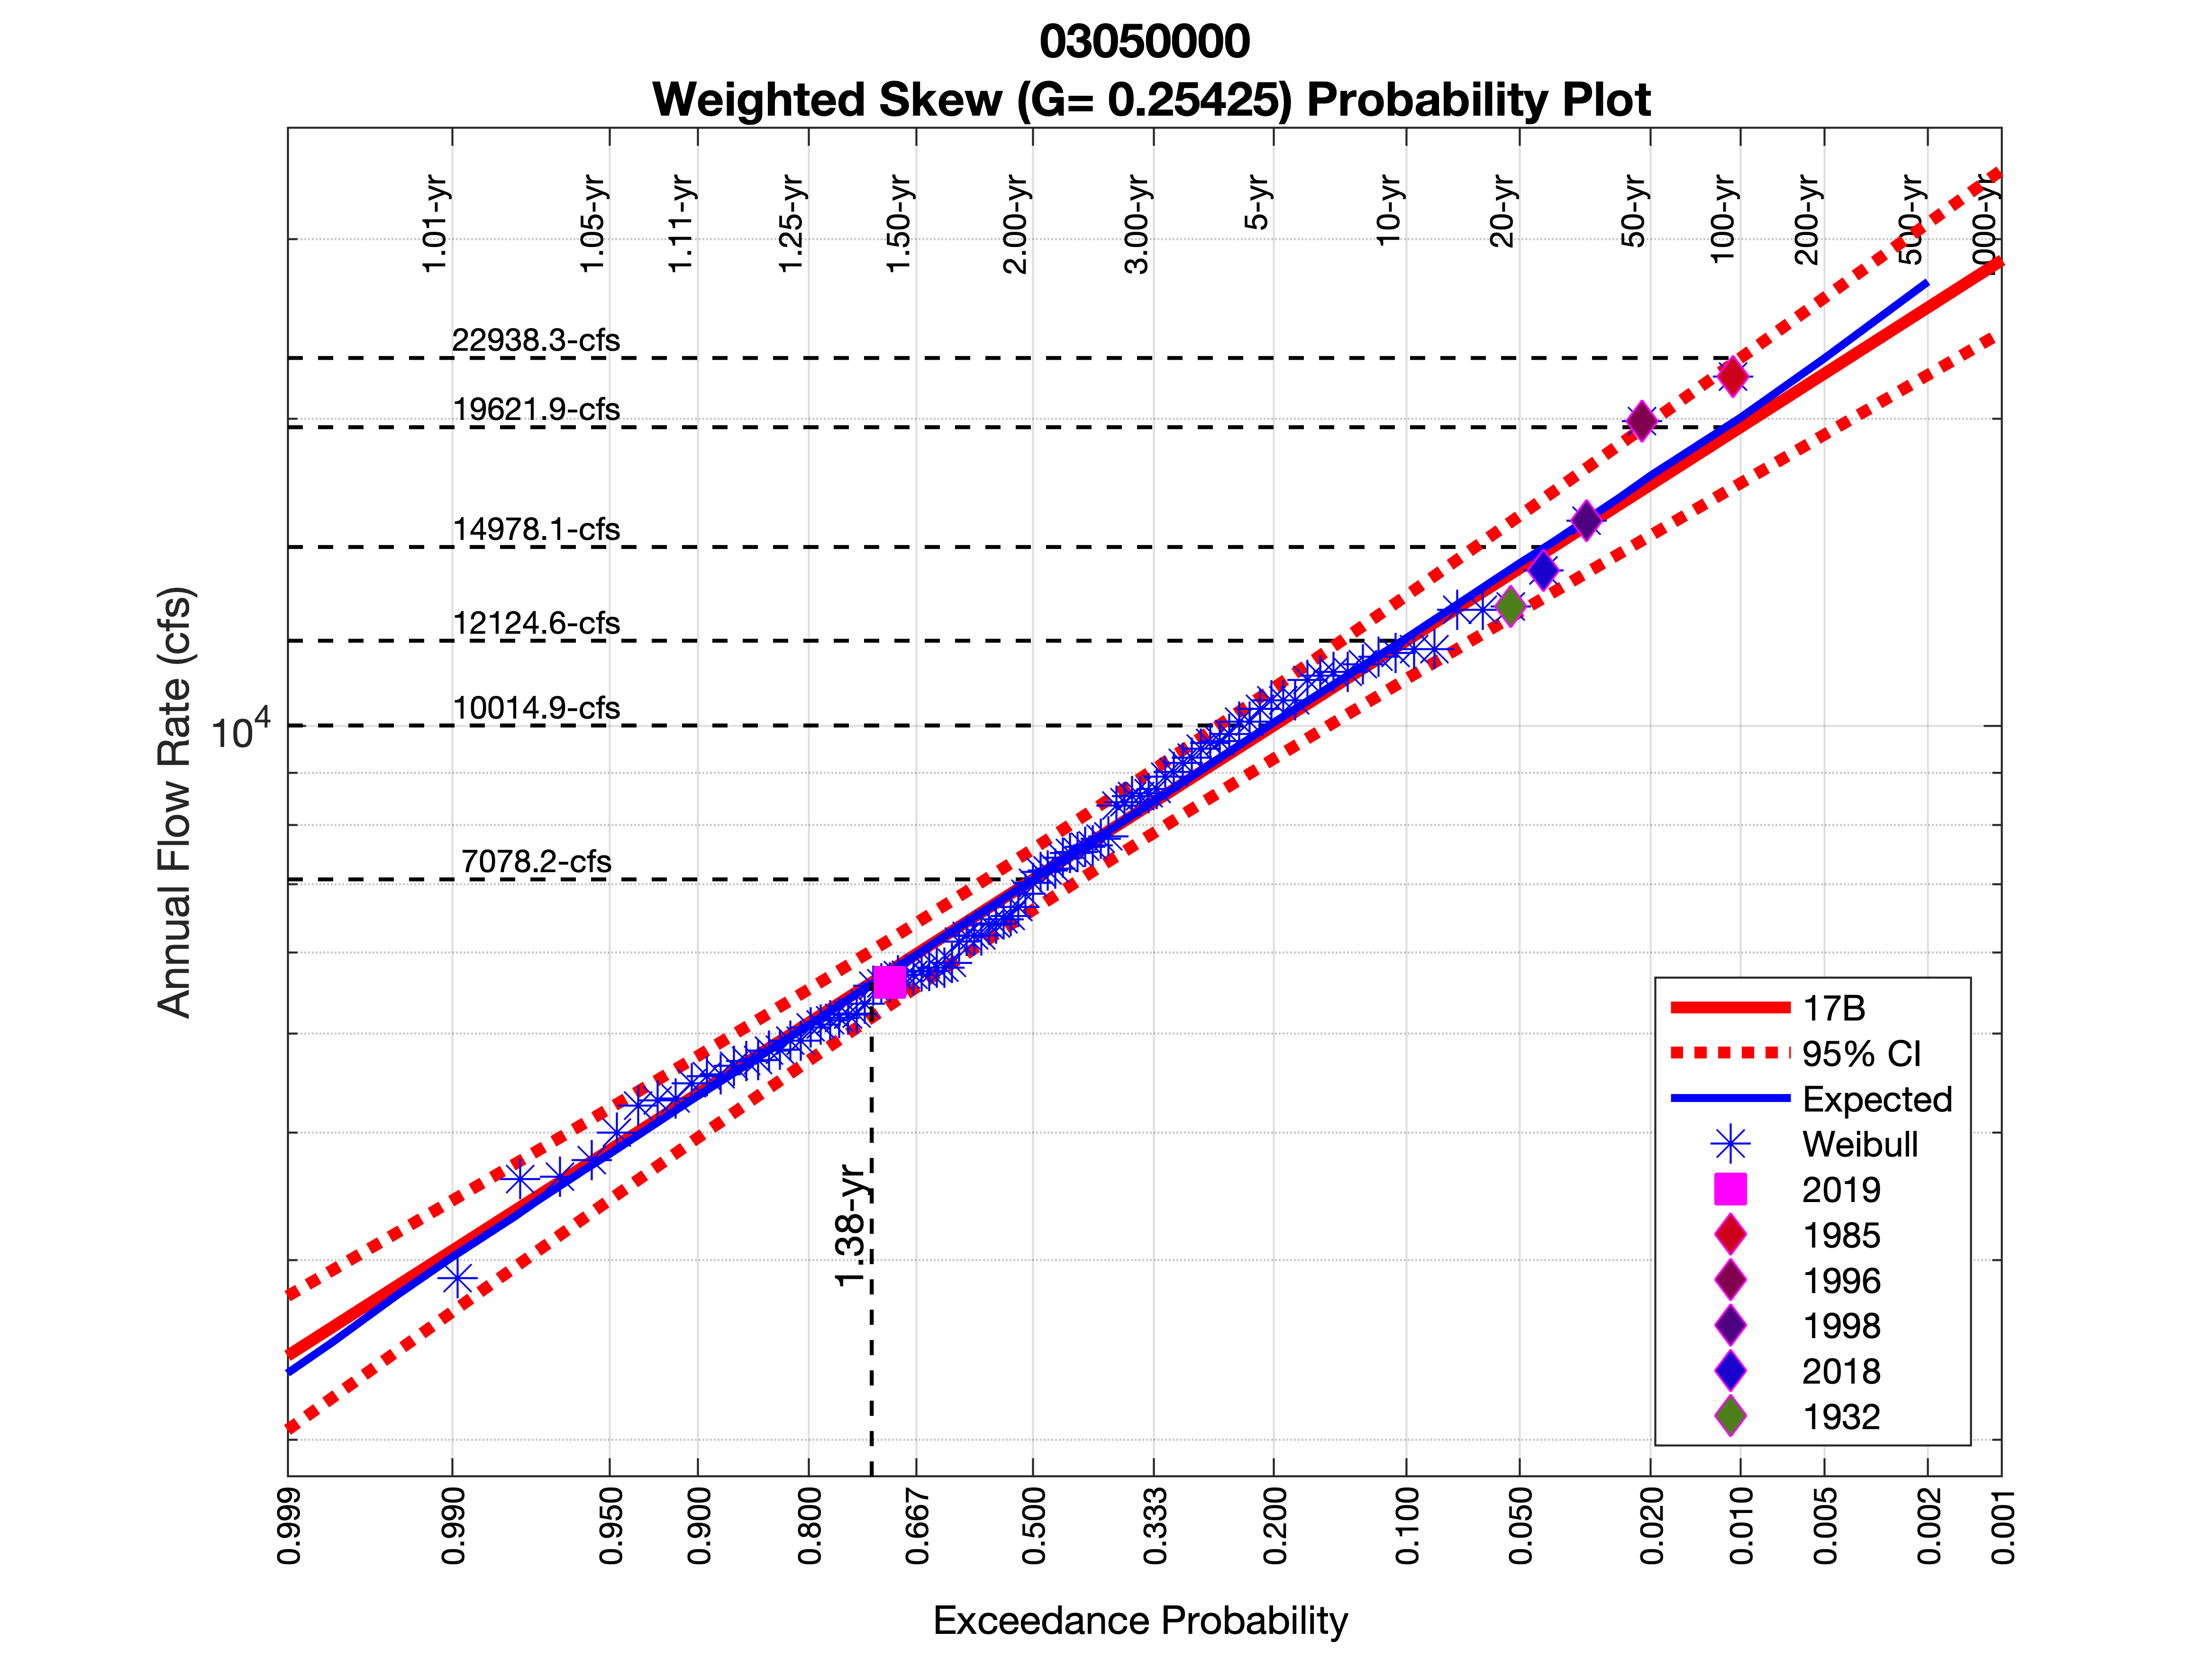 03050000
Weighted Skew (G= 0.25425) Probability Plot
1.01-yr
1.05-yr
1.11-yr
1.25-yr
1.50-yr
2.00-yr
3.00-yr
5-yr
10-yr
20-yr
50-yr
100-yr
200-yr
500-yr
000-yr
22938.3-cfs
19621.9-cfs
14978.1-cfs
12124.6-cfs
10014.9-cfs
7078.2-cfs
10⁴
Annual Flow Rate (cfs)
1.38-yr
17B
95% CI
Expected
Weibull
2019
1985
1996
1998
2018
1932
0.999
0.990
0.950
0.900
0.800
0.667
0.500
0.333
0.200
0.100
0.050
0.020
0.010
0.005
0.002
0.001
Exceedance Probability